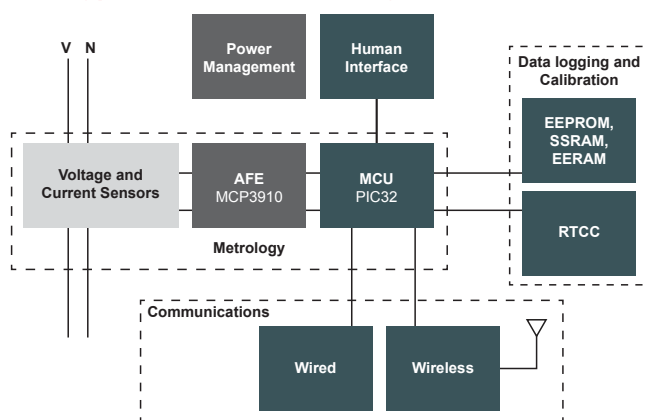 V N
Power
Management
Human
Interface
Data logging and
Calibration
EEPROM,
SSRAM,
EERAM
Voltage and
Current Sensors
AFE
MCP3910
MCU
PIC32
RTCC
Metrology
Communications
Wired
Wireless